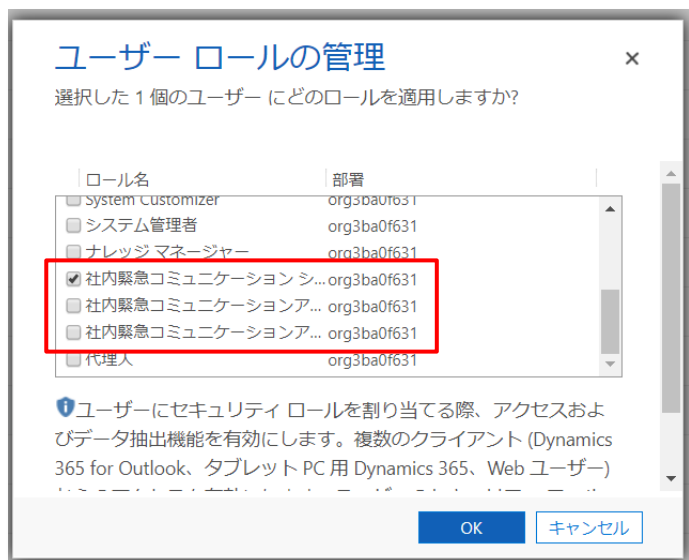 ユーザー ロールの管理
×
選択した 1 個のユーザー にどのロールを適用しますか?
ロール名 部署
System Customizer org3ba0f631
システム管理者 org3ba0f631
ナレッジ マネージャー org3ba0f631
社内緊急コミュニケーション シ... org3ba0f631
社内緊急コミュニケーションア... org3ba0f631
社内緊急コミュニケーションア... org3ba0f631
代理人 org3ba0f631
ユーザーにセキュリティ ロールを割り当てる際、アクセスおよ
びデータ抽出機能を有効にします。複数のクライアント (Dynamics
365 for Outlook、タブレット PC 用 Dynamics 365、Web ユーザー)
OK キャンセル